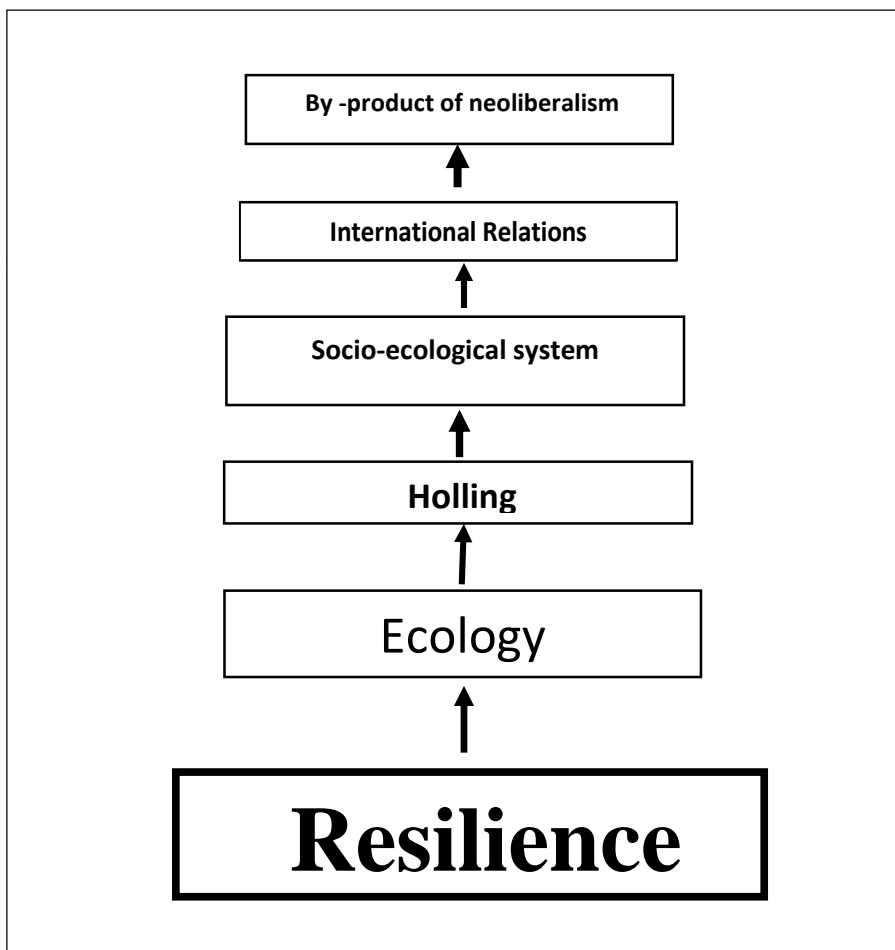 By -product of neoliberalism
International Relations
Socio-ecological system
Holling
Ecology
Resilience